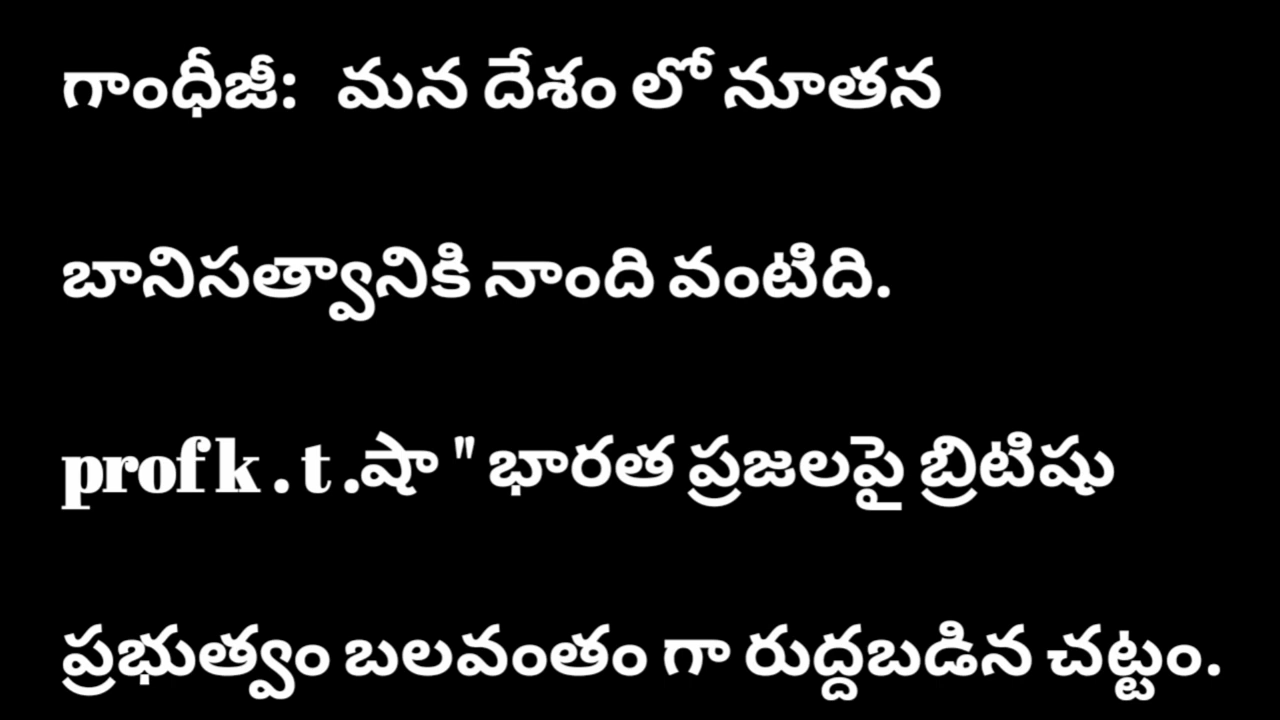 గాంధీజీ: మన దేశం లో నూతన
బానిసత్వానికి నాంది వంటిది.
prof k . t .షా " భారత ప్రజలపై బ్రిటిషు
ప్రభుత్వం బలవంతం గా రుద్దబడిన చట్టం.